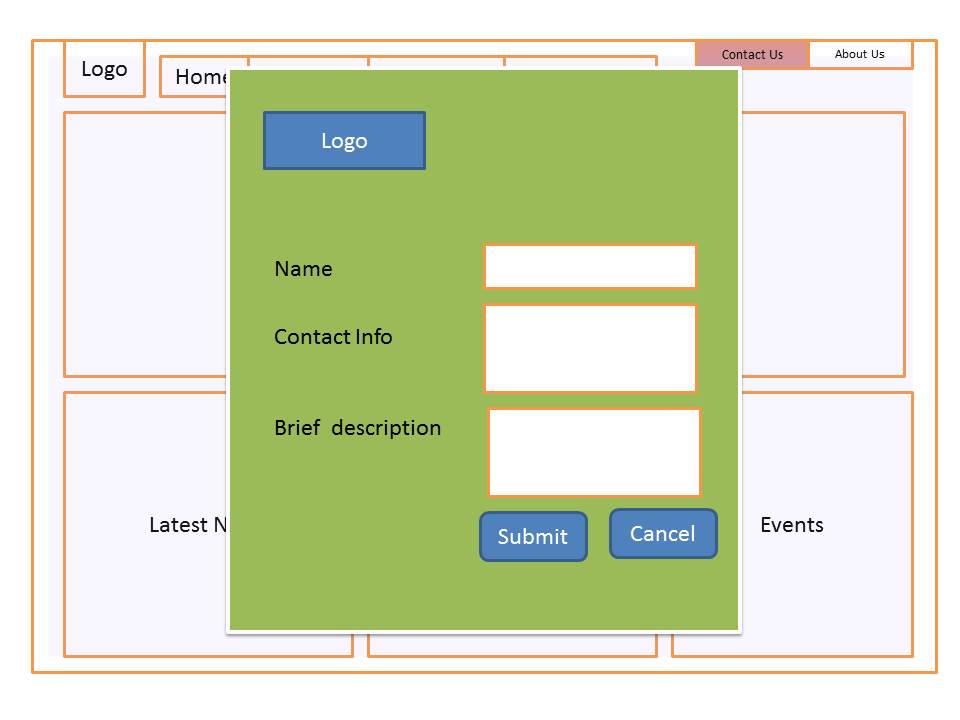 Logo
Home
Contact Us
About Us
Logo
Name
Contact Info
Brief  description
Submit
Cancel
Latest N
Events